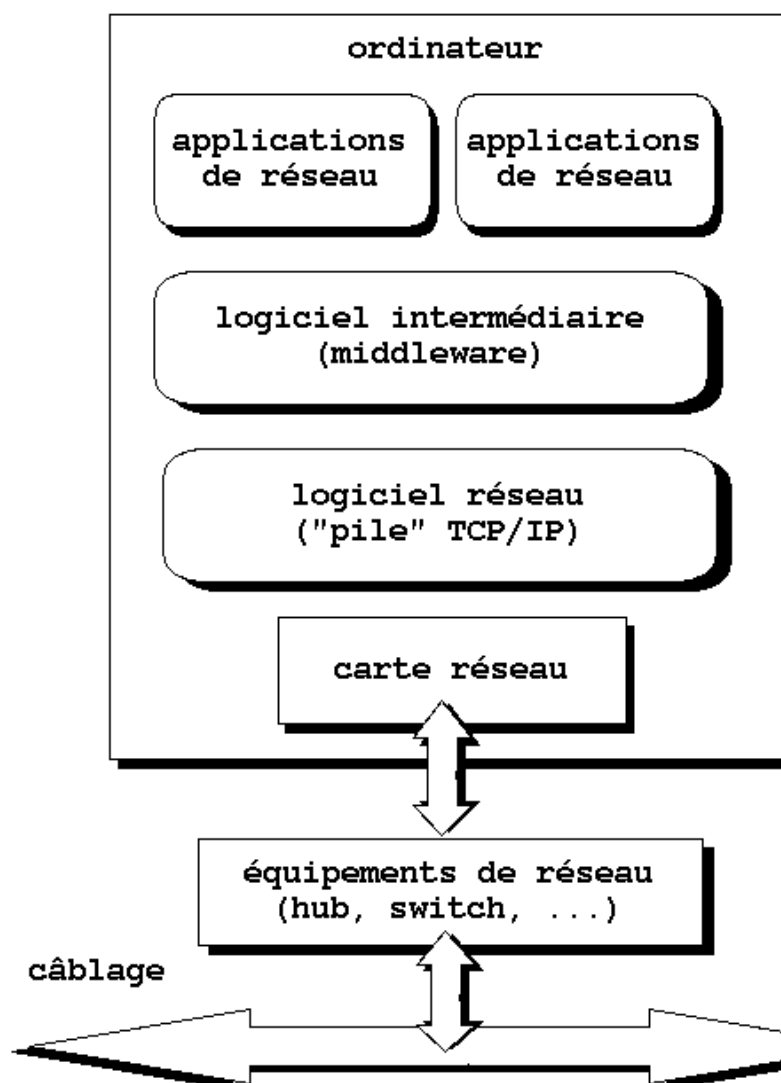 ordinateur
applications
de réseau
applications
de réseau
logiciel intermédiaire
(middleware)
logiciel réseau
("pile" TCP/IP)
carte réseau
équipements de réseau
(hub, switch, ...)
câblage